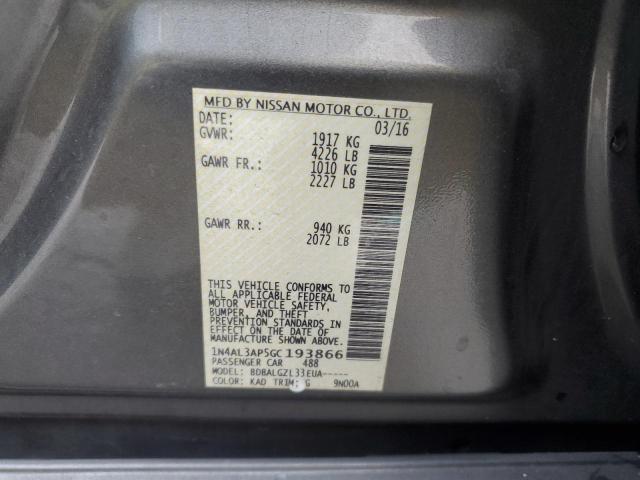 MFD BY NISSAN MOTOR CO., LTD.
DATE: 03/16
GVWR: 1917 KG
4226 LB
GAWR FR.: 1010 KG
2227 LB
GAWR RR.: 940 KG
2072 LB
THIS VEHICLE CONFORMS TO
ALL APPLICABLE FEDERAL
MOTOR VEHICLE SAFETY,
BUMPER, AND THEFT
PREVENTION STANDARDS IN
EFFECT ON THE DATE OF
MANUFACTURE SHOWN ABOVE.
1N4AL3AP5GC193866
PASSENGER CAR 488
MODEL: BDBALGZL33EUA-----
COLOR: KAD TRIM: G 9N00A